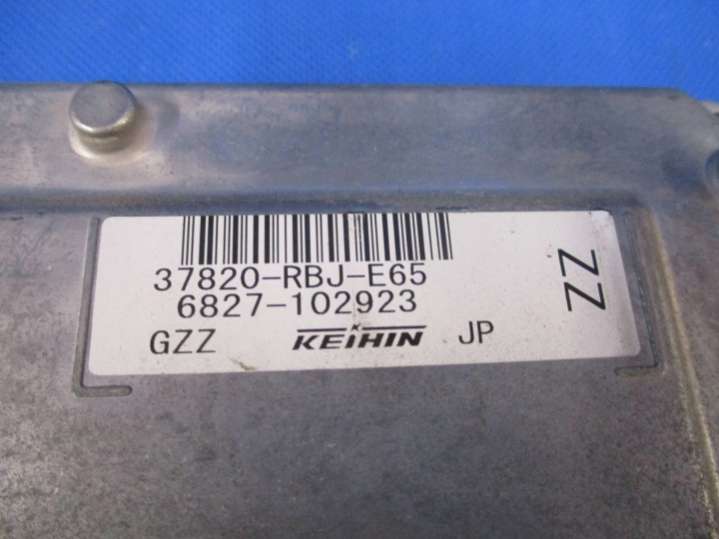 37820-RBJ-E65
6827-102923
GZZ KEIHIN JP
ZZ